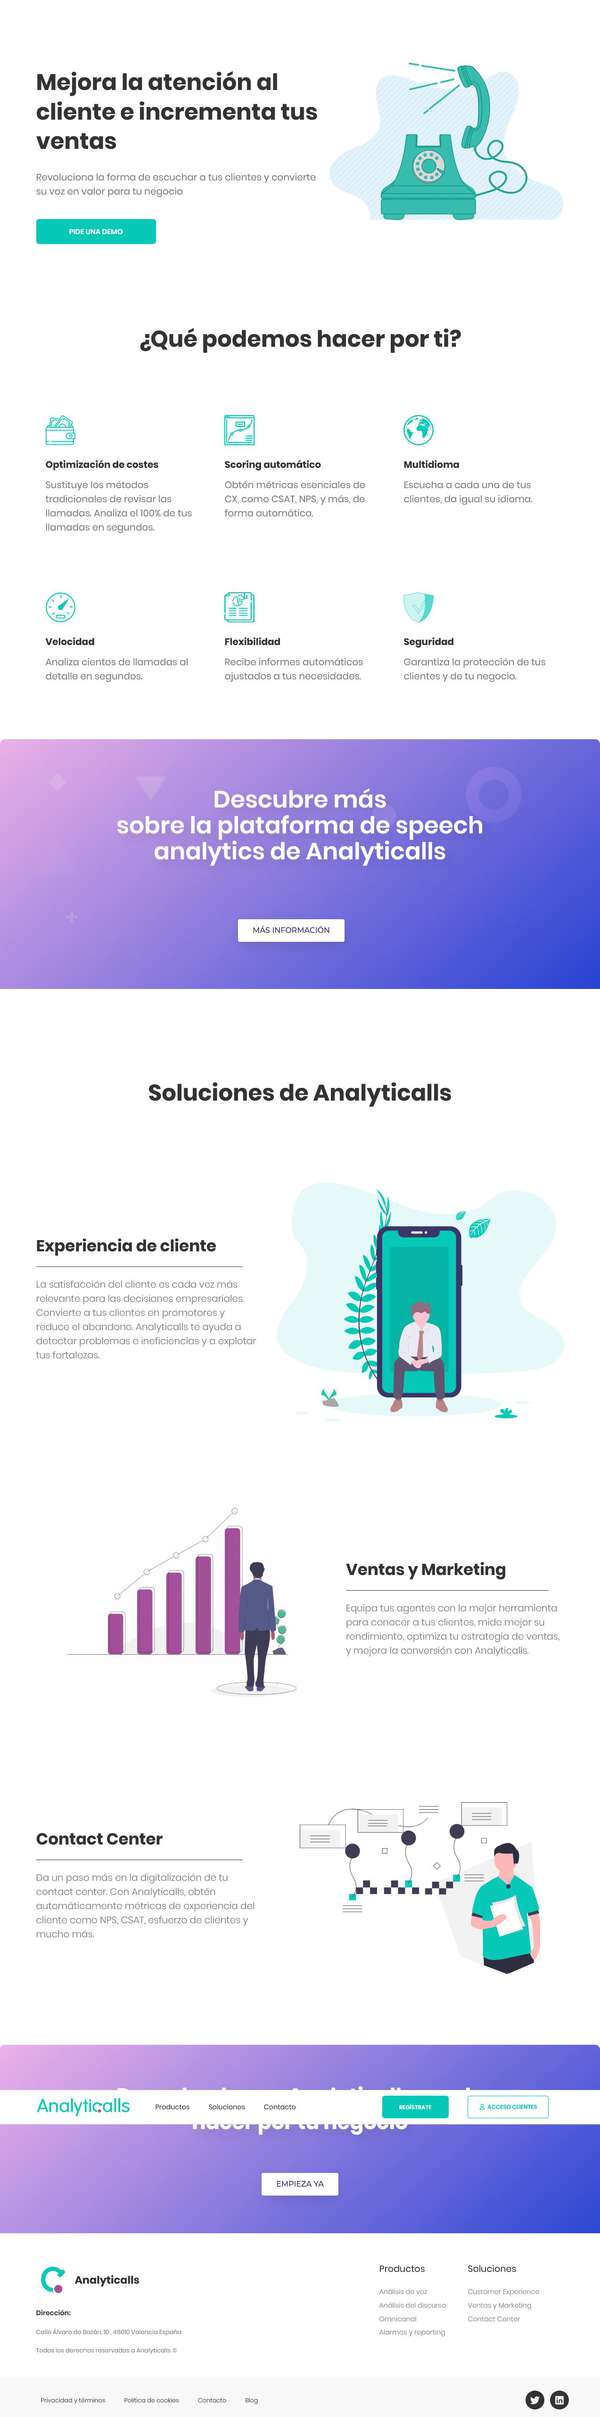 Mejora la atención al
cliente e incrementa tus
ventas
Revoluciona la forma de escuchar a tus clientes y convierte
su voz en valor para tu negocio
PIDE UNA DEMO
¿Qué podemos hacer por ti?
Optimización de costes
Sustituye los métodos
tradicionales de revisar las
llamadas. Analiza el 100% de tus
llamadas en segundos.
Scoring automático
Obtén métricas esenciales de
CX, como CSAT, NPS, y más, de
forma automática.
Multidioma
Escucha a cada uno de tus
clientes, da igual su idioma.
Velocidad
Analiza cientos de llamadas al
detalle en segundos.
Flexibilidad
Recibe informes automáticos
ajustados a tus necesidades.
Seguridad
Garantiza la protección de tus
clientes y de tu negocio.
Descubre más
sobre la plataforma de speech
analytics de Analyticalls
MÁS INFORMACIÓN
Soluciones de Analyticalls
Experiencia de cliente
La satisfacción del cliente es cada vez más
relevante para las decisiones empresariales.
Convierte a tus clientes en promotores y
reduce el abandono. Analyticalls te ayuda a
detectar problemas e ineficiencias y a explotar
tus fortalezas.
Ventas y Marketing
Equipa tus agentes con la mejor herramienta
para conocer a tus clientes, mide mejor su
rendimiento, optimiza tu estrategia de ventas,
y mejora la conversión con Analyticalls.
Contact Center
Da un paso más en la digitalización de tu
contact center. Con Analyticalls, obtén
automáticamente métricas de experiencia del
cliente como NPS, CSAT, esfuerzo de clientes y
mucho más.
Analyticalls
Productos
Soluciones
Contacto
REGÍSTRATE
ACCESO CLIENTES
hacer por tu negocio
EMPIEZA YA
Analyticalls
Dirección:
Calle Álvaro de Bazán, 10 , 46010 Valencia España
Todos los derechos reservados a Analyticalls ©
Productos
Análisis de voz
Análisis del discurso
Omnicanal
Alarmas y reporting
Soluciones
Customer Experience
Ventas y Marketing
Contact Center
Privacidad y términos
Política de cookies
Contacto
Blog